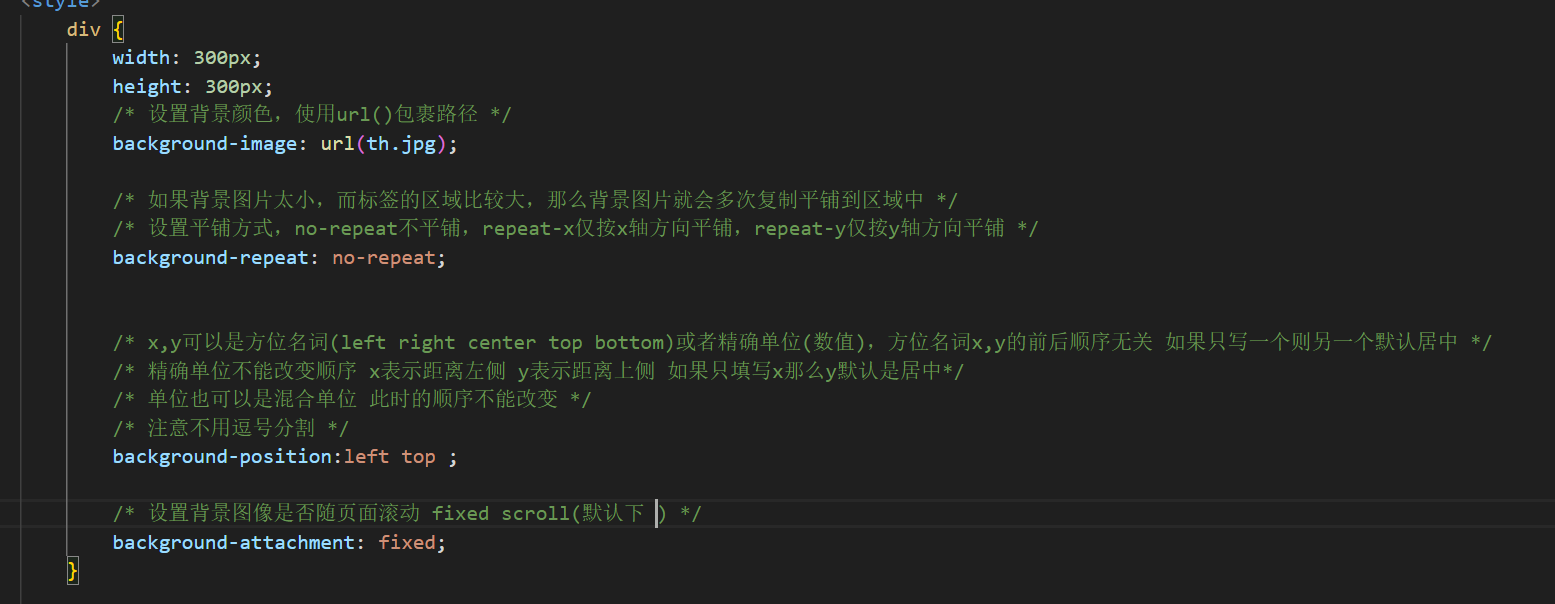 <style>
div {
width: 300px;
height: 300px;
/* 设置背景颜色，使用url()包裹路径 */
background-image: url(th.jpg);
/* 如果背景图片太小，而标签的区域比较大，那么背景图片就会多次复制平铺到区域中 */
/* 设置平铺方式，no-repeat不平铺，repeat-x仅按x轴方向平铺，repeat-y仅按y轴方向平铺 */
background-repeat: no-repeat;
/* x,y可以是方位名词(left right center top bottom)或者精确单位(数值)，方位名词x,y的前后顺序无关 如果只写一个则另一个默认居中 */
/* 精确单位不能改变顺序 x表示距离左侧 y表示距离上侧 如果只填写x那么y默认是居中*/
/* 单位也可以是混合单位 此时的顺序不能改变 */
/* 注意不用逗号分割 */
background-position:left top ;
/* 设置背景图像是否随页面滚动 fixed scroll(默认下 ) */
background-attachment: fixed;
}